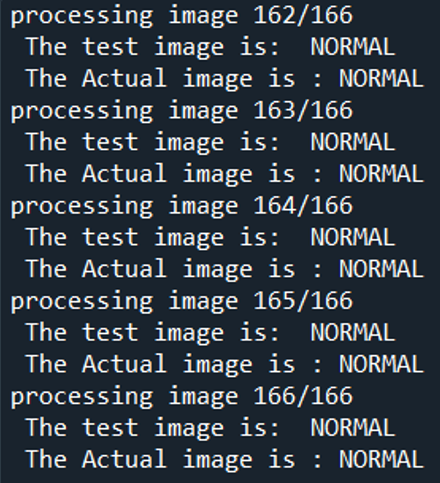 processing image 162/166
The test image is:  NORMAL
The Actual image is : NORMAL
processing image 163/166
The test image is:  NORMAL
The Actual image is : NORMAL
processing image 164/166
The test image is:  NORMAL
The Actual image is : NORMAL
processing image 165/166
The test image is:  NORMAL
The Actual image is : NORMAL
processing image 166/166
The test image is:  NORMAL
The Actual image is : NORMAL